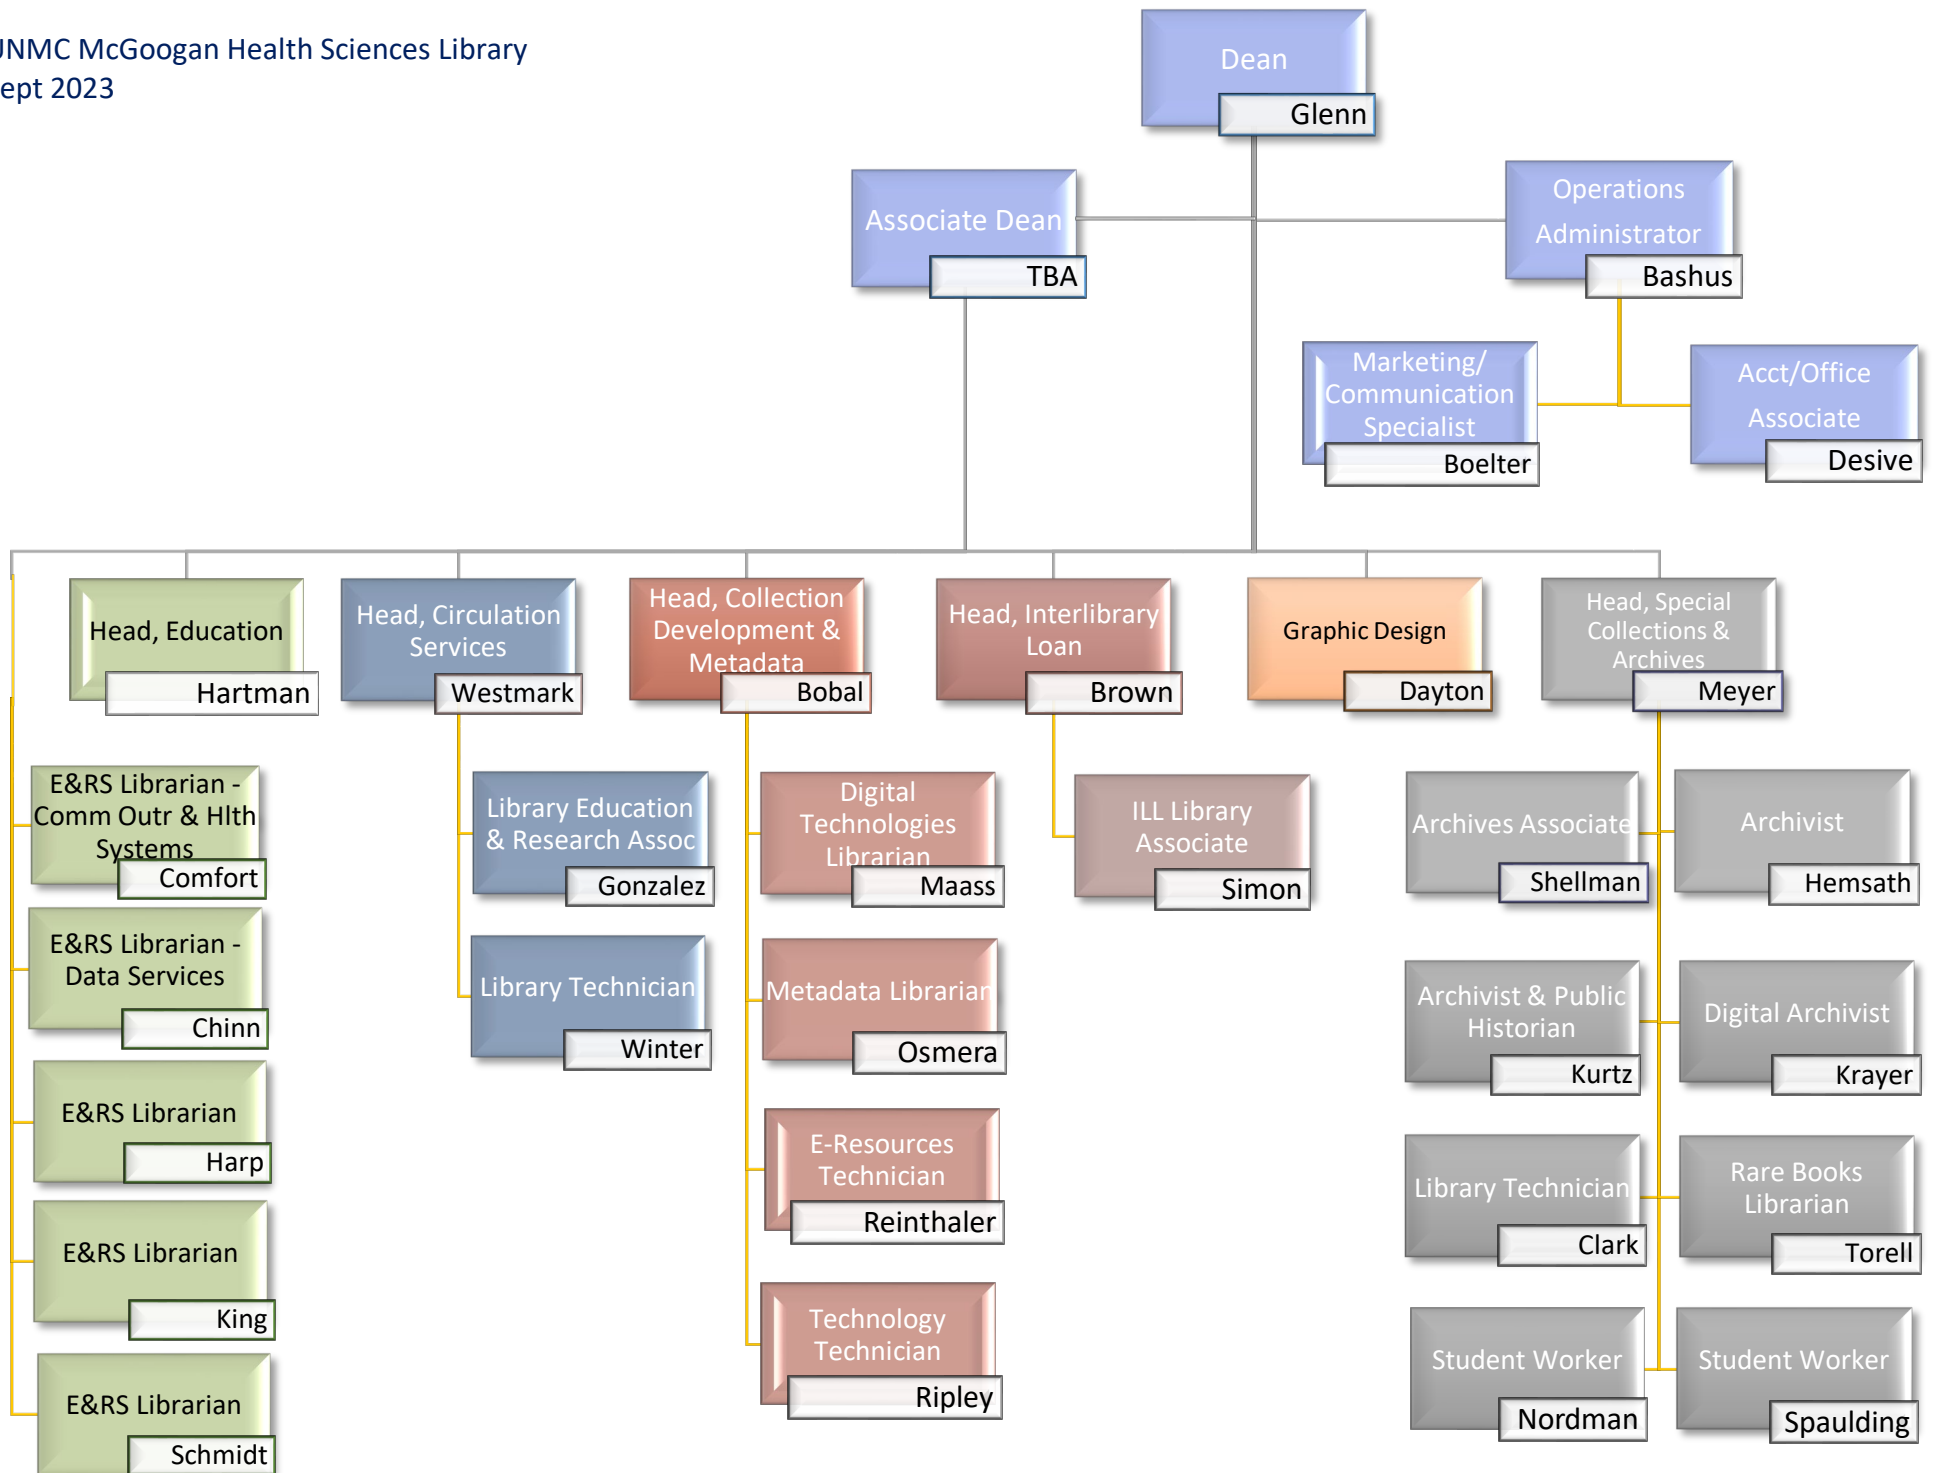 UNMC McGoogan Health Sciences Library
ept 2023
Dean
Glenn
Associate Dean
TBA
Operations
Administrator
Bashus
Marketing/
Communication
Specialist
Boelter
Acct/Office
Associate
Desive
Head, Education
Hartman
Head, Circulation
Services
Westmark
Head, Collection
Development &
Metadata
Bobal
Head, Interlibrary
Loan
Brown
Graphic Design
Dayton
Head, Special
Collections &
Archives
Meyer
E&RS Librarian -
Comm Outr & Hlth
Systems
Comfort
E&RS Librarian -
Data Services
Chinn
E&RS Librarian
Harp
E&RS Librarian
King
E&RS Librarian
Schmidt
Library Education
& Research Assoc
Gonzalez
Library Technician
Winter
Digital
Technologies
Librarian
Maass
Metadata Librarian
Osmera
E-Resources
Technician
Reinthaler
Technology
Technician
Ripley
ILL Library
Associate
Simon
Archives Associate
Shellman
Archivist
Hemsath
Archivist & Public
Historian
Kurtz
Digital Archivist
Krayer
Library Technician
Clark
Rare Books
Librarian
Torell
Student Worker
Nordman
Student Worker
Spaulding